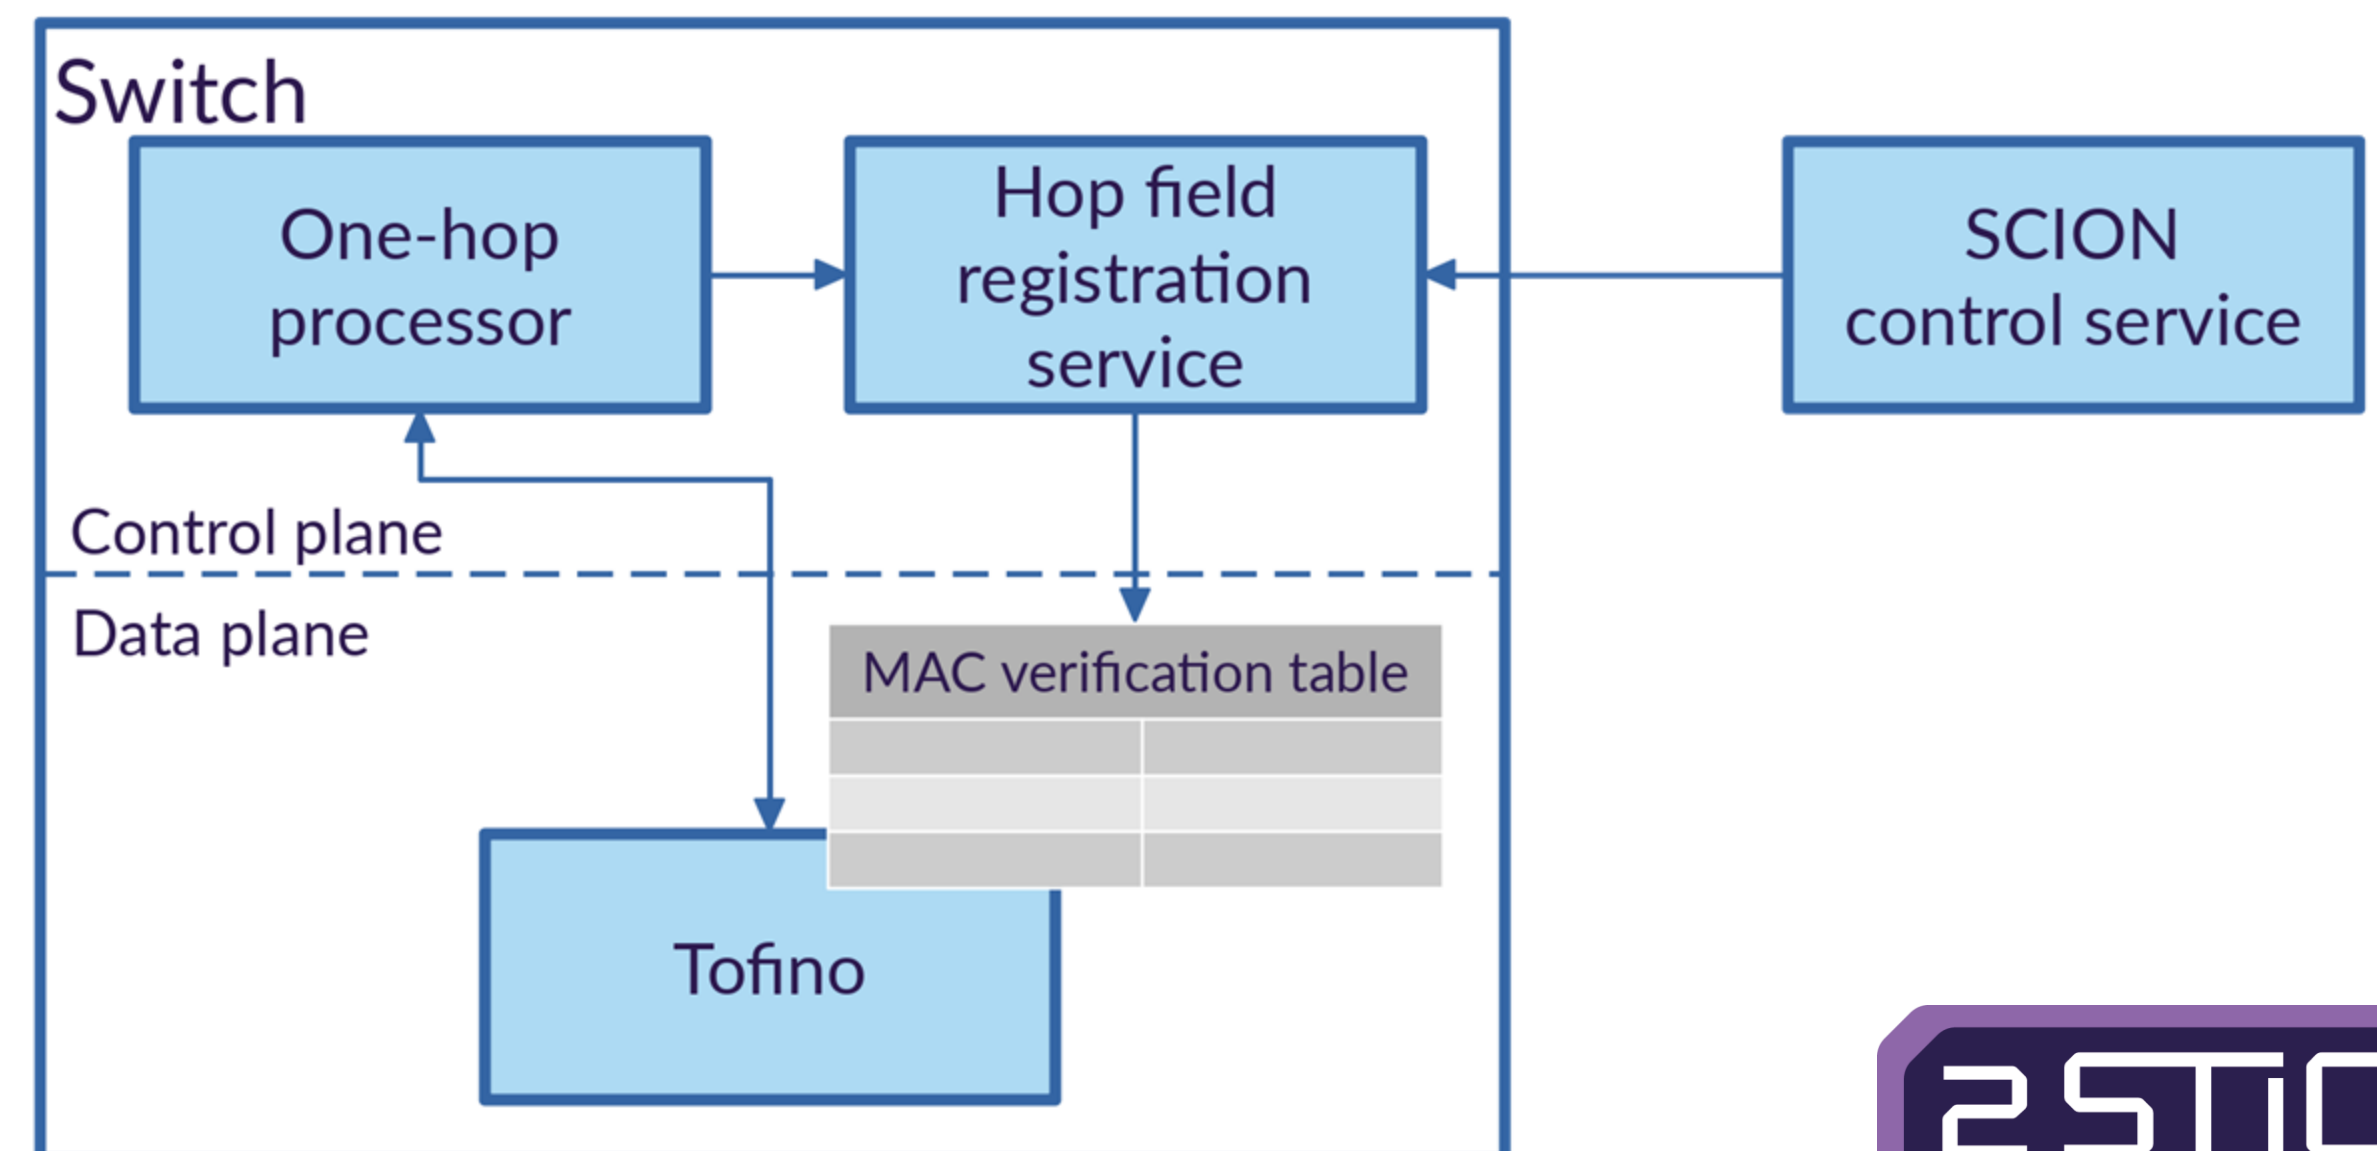 Switch
One-hop
processor
Hop field
registration
service
SCION
control service
Control plane
Data plane
MAC verification table
Tofino